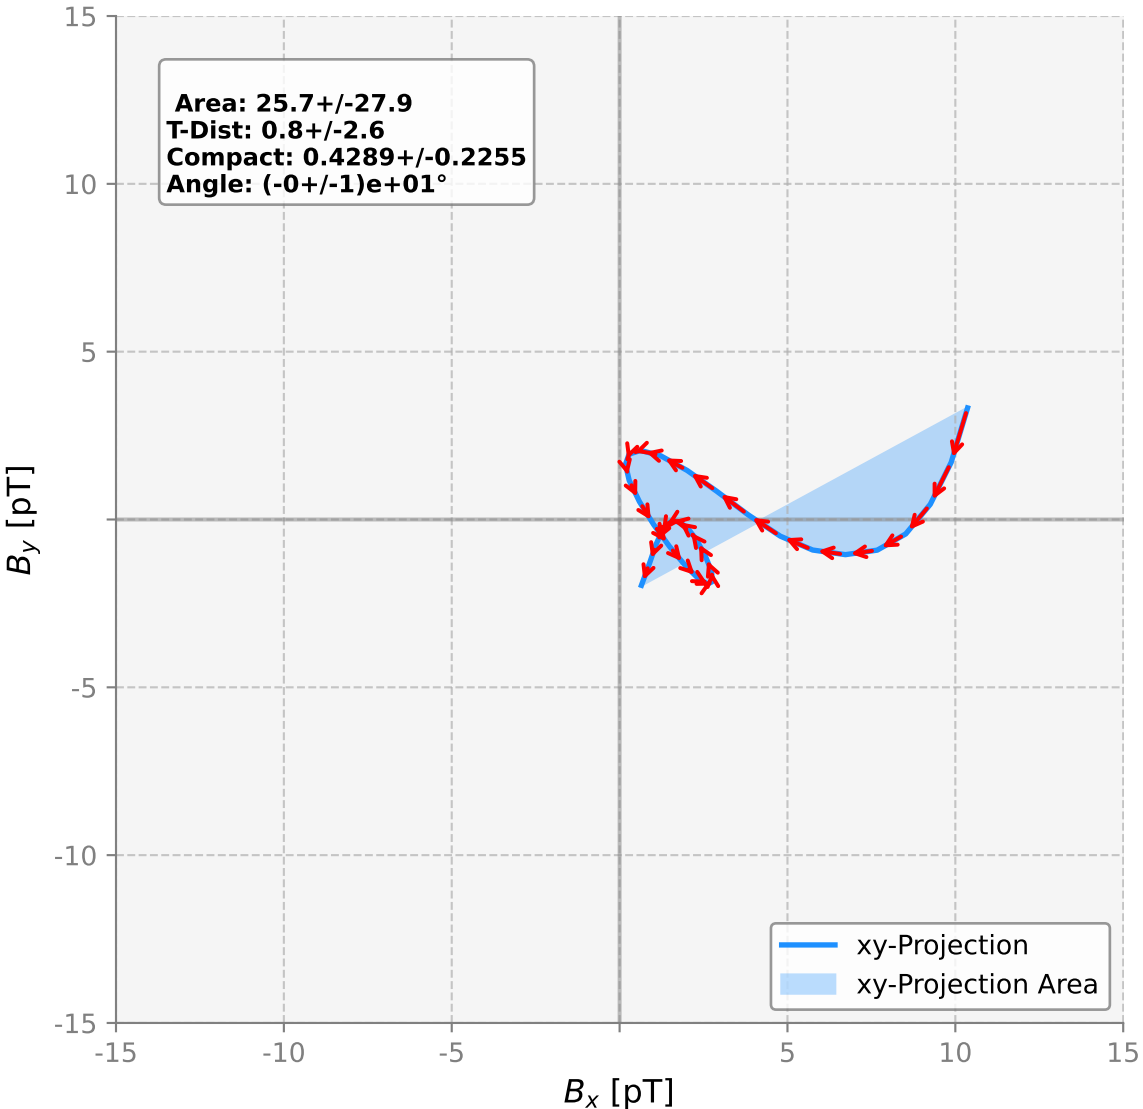 15
10
5
-5
-10
-15
Area: 25.7+/-27.9
T-Dist: 0.8+/-2.6
Compact: 0.4289+/-0.2255
Angle: (-0+/-1)e+01°
B_y [pT]
xy-Projection
xy-Projection Area
-15
-10
-5
5
10
15
B_x [pT]